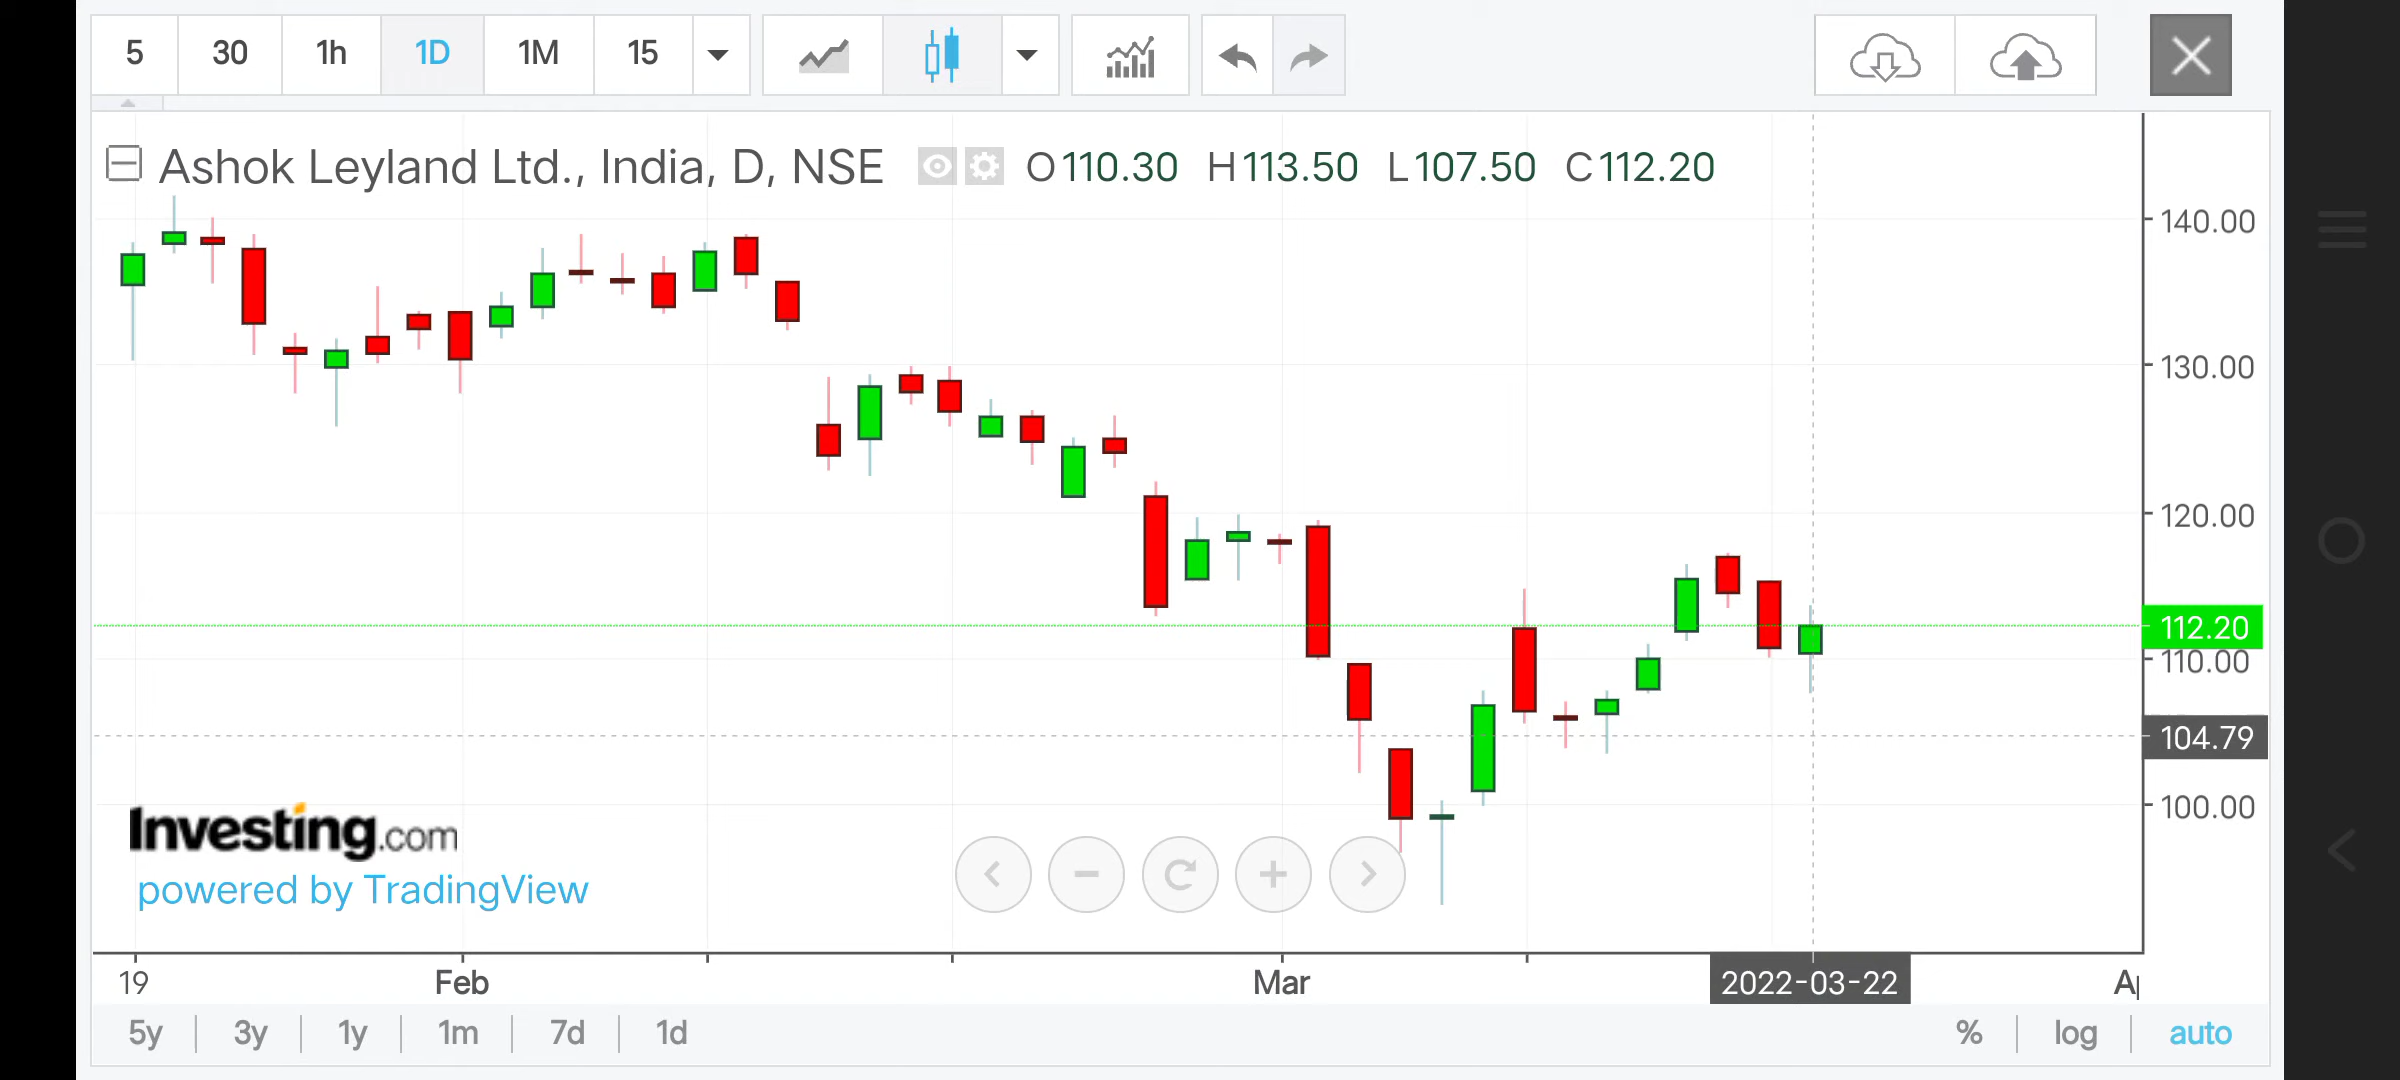 5 30 1h 1D 1M 15
Ashok Leyland Ltd., India, D, NSE O110.30 H113.50 L107.50 C112.20
140.00
130.00
120.00
112.20
110.00
104.79
100.00
Investing.com
powered by TradingView
19 Feb Mar 2022-03-22
5y 3y 1y 1m 7d 1d % log auto